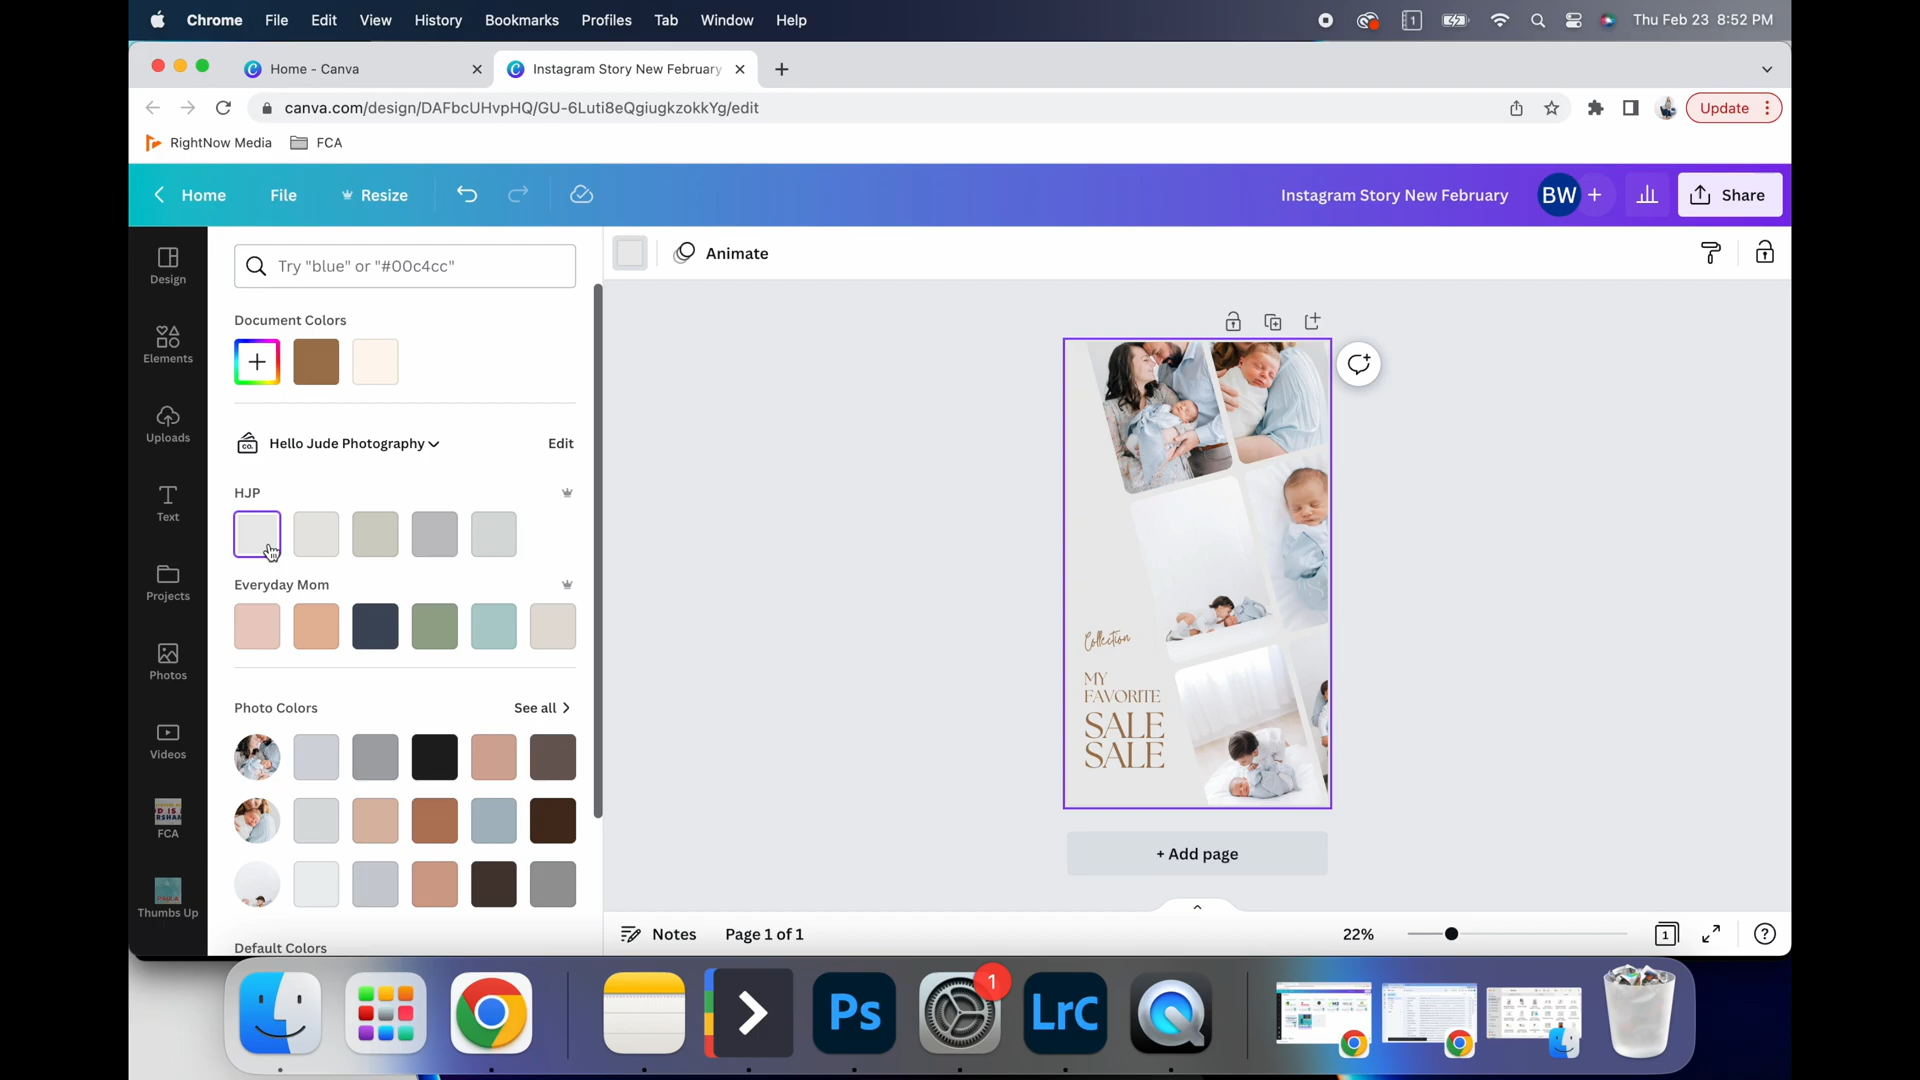 Chrome File Edit View History Bookmarks Profiles Tab Window Help 1 Thu Feb 23 8:52 PM
Home - Canva Instagram Story New February
canva.com/design/DAFbcUHvpHQ/GU-6Luti8eQgiugkzokkYg/edit Update
RightNow Media FCA
Home File Resize Instagram Story New February BW Share
Design
Elements
Uploads
Text
Projects
Photos
Videos
FCA
Thumbs Up
Try "blue" or "#00c4cc"
Document Colors
CO. Hello Jude Photography Edit
HJP
Everyday Mom
Photo Colors See all
Default Colors
Animate
Collection
MY
FAVORITE
SALE
SALE
+ Add page
Notes Page 1 of 1 22% 1
Ps 1 LrC